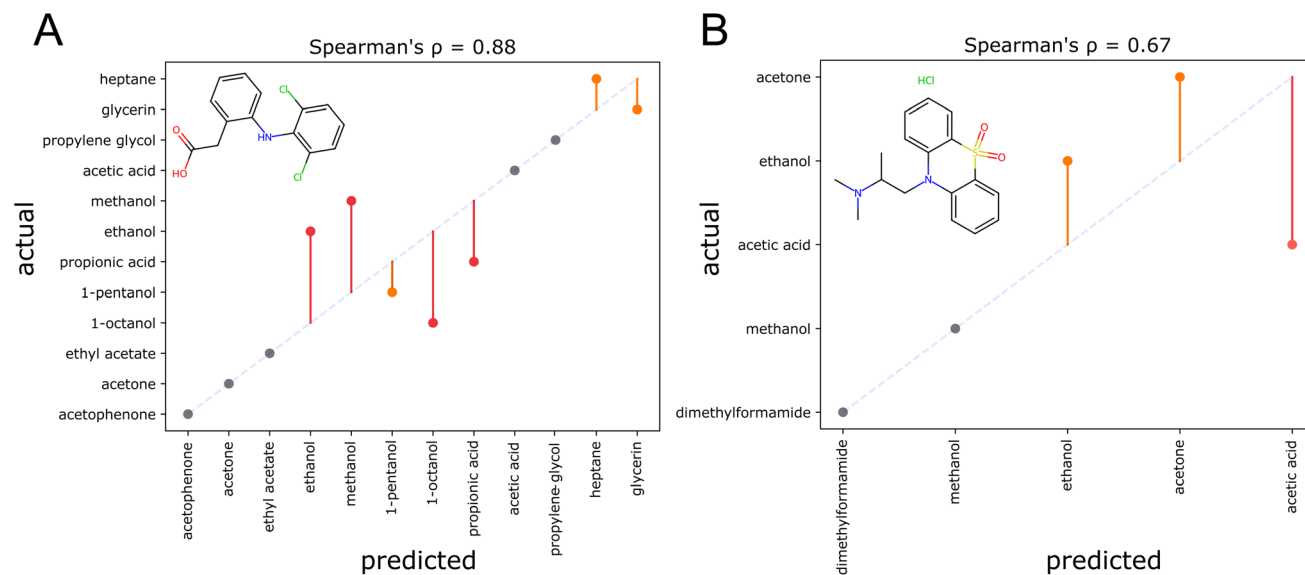 A
Spearman's ρ = 0.88
actual
heptane
glycerin
propylene glycol
acetic acid
methanol
ethanol
propionic acid
1-pentanol
1-octanol
ethyl acetate
acetone
acetophenone
Cl
O
HO
HN
Cl
acetophenone
acetone
ethyl acetate
ethanol
methanol
1-pentanol
1-octanol
propionic acid
acetic acid
propylene-glycol
heptane
glycerin
predicted
B
Spearman's ρ = 0.67
actual
acetone
ethanol
acetic acid
methanol
dimethylformamide
HCl
O
S
O
N
N
dimethylformamide
methanol
ethanol
acetone
acetic acid
predicted